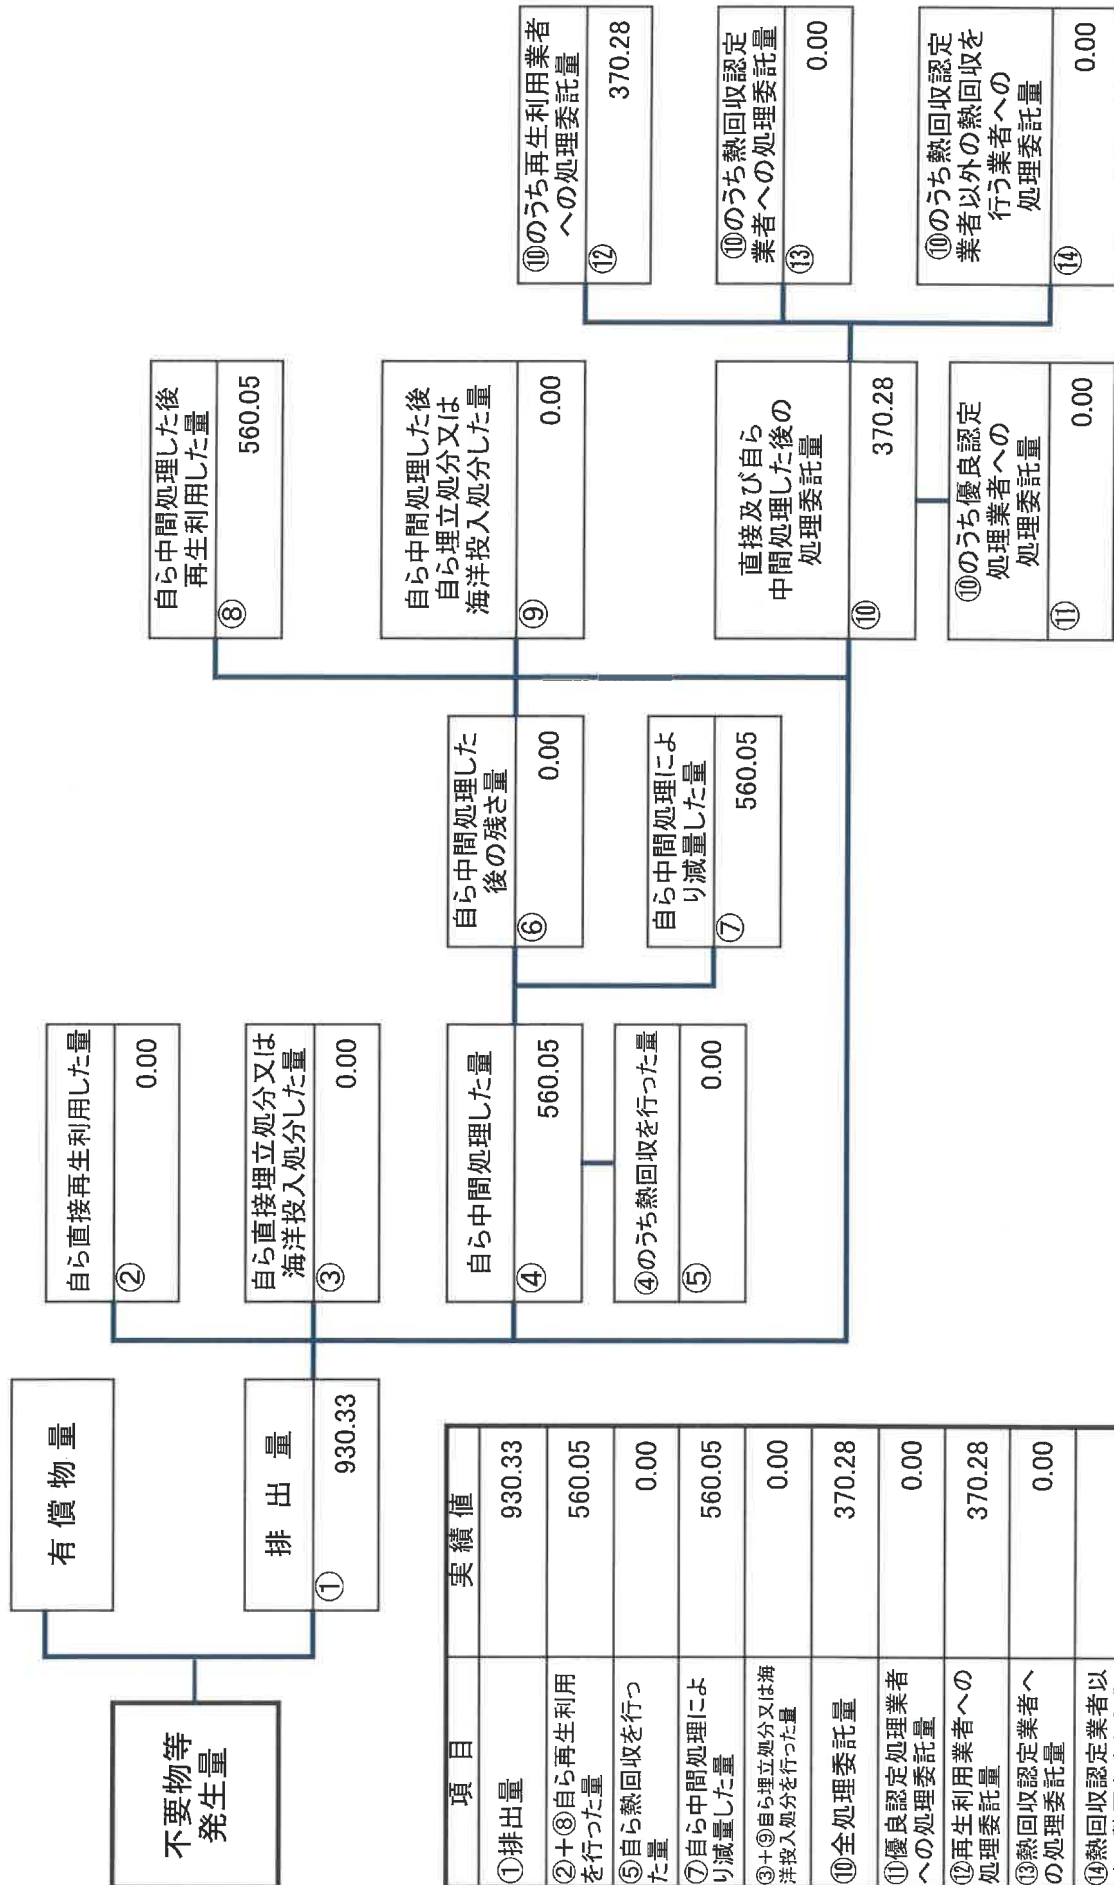 不要物等
発生量
有 償 物 量
排 出 量
①
930.33
自ら直接再生利用した量
②
0.00
自ら直接埋立処分又は
海洋投入処分した量
③
0.00
自ら中間処理した量
④
560.05
④のうち熱回収を行った量
⑤
0.00
自ら中間処理した
後の残さ量
⑥
0.00
自ら中間処理によ
り減量した量
⑦
560.05
自ら中間処理した後
再生利用した量
⑧
560.05
自ら中間処理した後
自ら埋立処分又は
海洋投入処分した量
⑨
0.00
直接及び自ら
中間処理した後の
処理委託量
⑩
370.28
⑩のうち優良認定
処理業者への
処理委託量
⑪
0.00
⑩のうち再生利用業者
への処理委託量
⑫
370.28
⑩のうち熱回収認定
業者への処理委託量
⑬
0.00
⑩のうち熱回収認定
業者以外の熱回収を
行う業者への
処理委託量
⑭
0.00
項 目 実 績 値
①排出量 930.33
②+⑧自ら再生利用
を行った量 560.05
⑤自ら熱回収を行っ
た量 0.00
⑦自ら中間処理によ
り減量した量 560.05
③+⑨自ら埋立処分又は海
洋投入処分を行った量 0.00
⑩全処理委託量 370.28
⑪優良認定処理業者
への処理委託量 0.00
⑫再生利用業者への
処理委託量 370.28
⑬熱回収認定業者へ
の処理委託量 0.00
⑭熱回収認定業者以